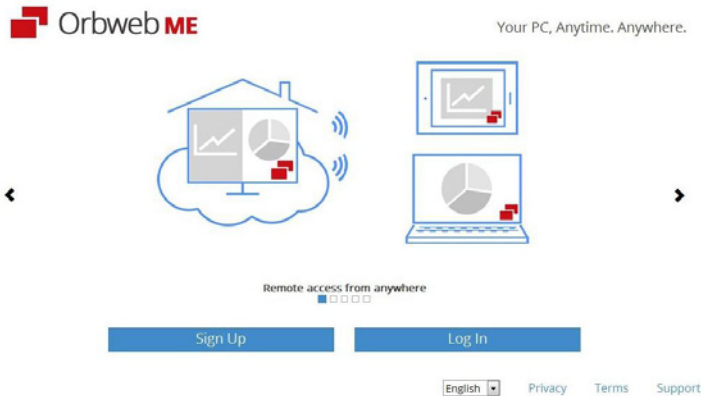 Orbweb ME
Your PC, Anytime. Anywhere.
Remote access from anywhere
Sign Up
Log In
English
Privacy
Terms
Support